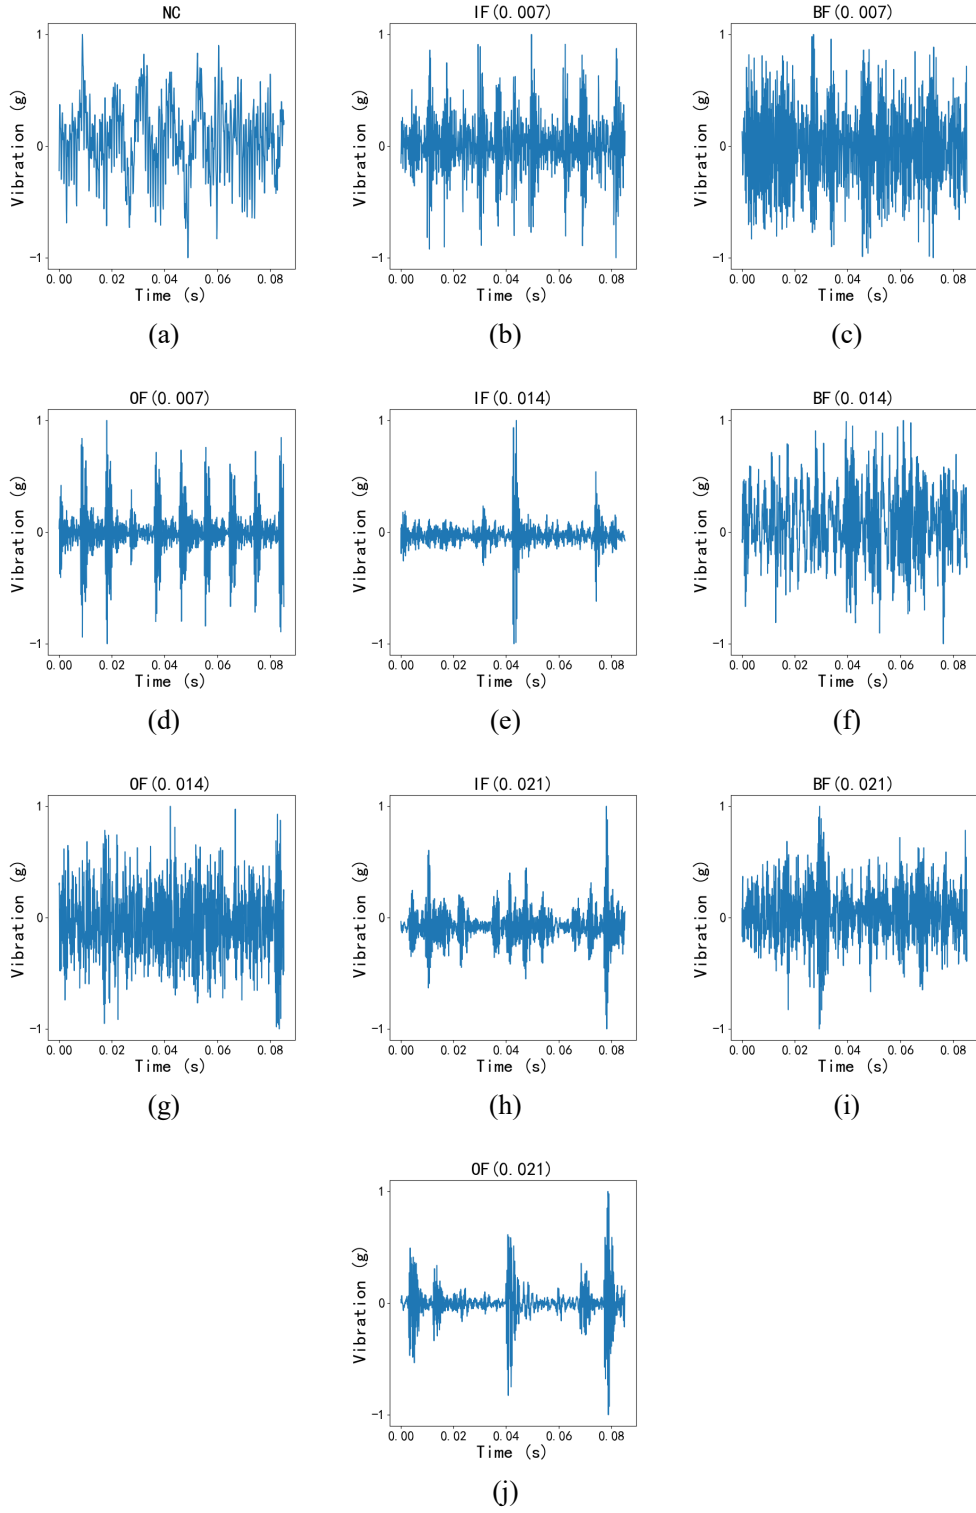 NC
IF(0.007)
BF(0.007)
1
0
−1
Vibration (g)
0.00 0.02 0.04 0.06 0.08
Time (s)
1
0
−1
Vibration (g)
0.00 0.02 0.04 0.06 0.08
Time (s)
1
0
−1
Vibration (g)
0.00 0.02 0.04 0.06 0.08
Time (s)
(a)
(b)
(c)
OF(0.007)
IF(0.014)
BF(0.014)
1
0
−1
Vibration (g)
0.00 0.02 0.04 0.06 0.08
Time (s)
1
0
−1
Vibration (g)
0.00 0.02 0.04 0.06 0.08
Time (s)
1
0
−1
Vibration (g)
0.00 0.02 0.04 0.06 0.08
Time (s)
(d)
(e)
(f)
OF(0.014)
IF(0.021)
BF(0.021)
1
0
−1
Vibration (g)
0.00 0.02 0.04 0.06 0.08
Time (s)
1
0
−1
Vibration (g)
0.00 0.02 0.04 0.06 0.08
Time (s)
1
0
−1
Vibration (g)
0.00 0.02 0.04 0.06 0.08
Time (s)
(g)
(h)
(i)
OF(0.021)
1
0
−1
Vibration (g)
0.00 0.02 0.04 0.06 0.08
Time (s)
(j)